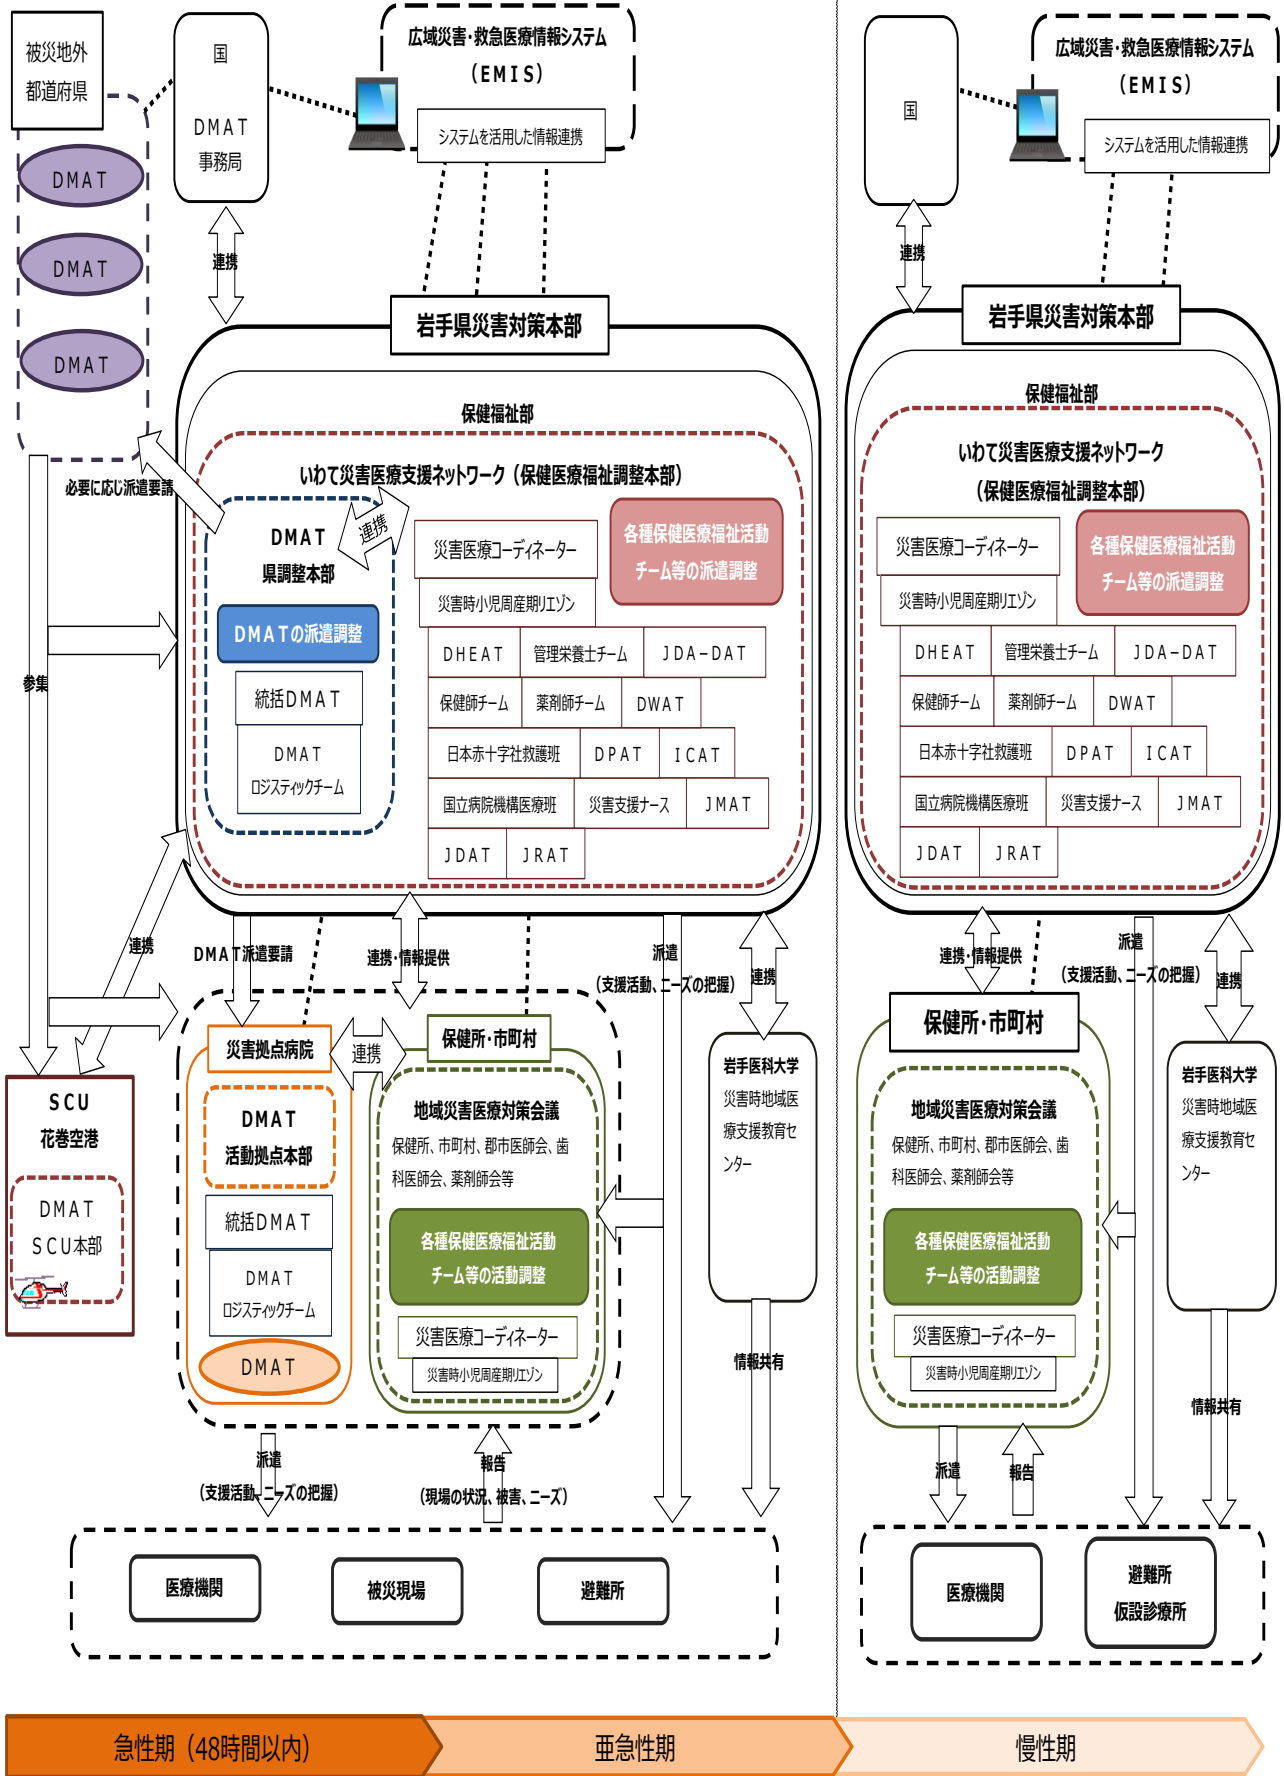 被災地外
都道府県
DMAT
DMAT
DMAT
国
DMAT
事務局
広域災害・救急医療情報システム
（EMIS）
システムを活用した情報連携
連携
岩手県災害対策本部
保健福祉部
いわて災害医療支援ネットワーク（保健医療福祉調整本部）
必要に応じ派遣要請
DMAT
県調整本部
連携
DMATの派遣調整
統括DMAT
DMAT
ロジスティックチーム
災害医療コーディネーター
災害時小児周産期リエゾン
各種保健医療福祉活動
チーム等の派遣調整
DHEAT
管理栄養士チーム
JDA−DAT
保健師チーム
薬剤師チーム
DWAT
日本赤十字社救護班
DPAT
ICAT
国立病院機構医療班
災害支援ナース
JMAT
JDAT
JRAT
参集
連携
DMAT派遣要請
連携・情報提供
派遣
（支援活動、ニーズの把握）
連携
SCU
花巻空港
DMAT
SCU本部
災害拠点病院
連携
保健所・市町村
DMAT
活動拠点本部
統括DMAT
DMAT
ロジスティックチーム
DMAT
地域災害医療対策会議
保健所、市町村、郡市医師会、歯
科医師会、薬剤師会等
各種保健医療福祉活動
チーム等の活動調整
災害医療コーディネーター
災害時小児周産期リエゾン
岩手医科大学
災害時地域医
療支援教育セ
ンター
情報共有
派遣
（支援活動、ニーズの把握）
報告
（現場の状況、被害、ニーズ）
医療機関
被災現場
避難所
国
広域災害・救急医療情報システム
（EMIS）
システムを活用した情報連携
連携
岩手県災害対策本部
保健福祉部
いわて災害医療支援ネットワーク
（保健医療福祉調整本部）
災害医療コーディネーター
災害時小児周産期リエゾン
各種保健医療福祉活動
チーム等の派遣調整
DHEAT
管理栄養士チーム
JDA−DAT
保健師チーム
薬剤師チーム
DWAT
日本赤十字社救護班
DPAT
ICAT
国立病院機構医療班
災害支援ナース
JMAT
JDAT
JRAT
連携・情報提供
派遣
（支援活動、ニーズの把握）
連携
保健所・市町村
地域災害医療対策会議
保健所、市町村、郡市医師会、歯
科医師会、薬剤師会等
各種保健医療福祉活動
チーム等の活動調整
災害医療コーディネーター
災害時小児周産期リエゾン
岩手医科大学
災害時地域医
療支援教育セ
ンター
情報共有
派遣
報告
医療機関
避難所
仮設診療所
急性期（48時間以内）
亜急性期
慢性期